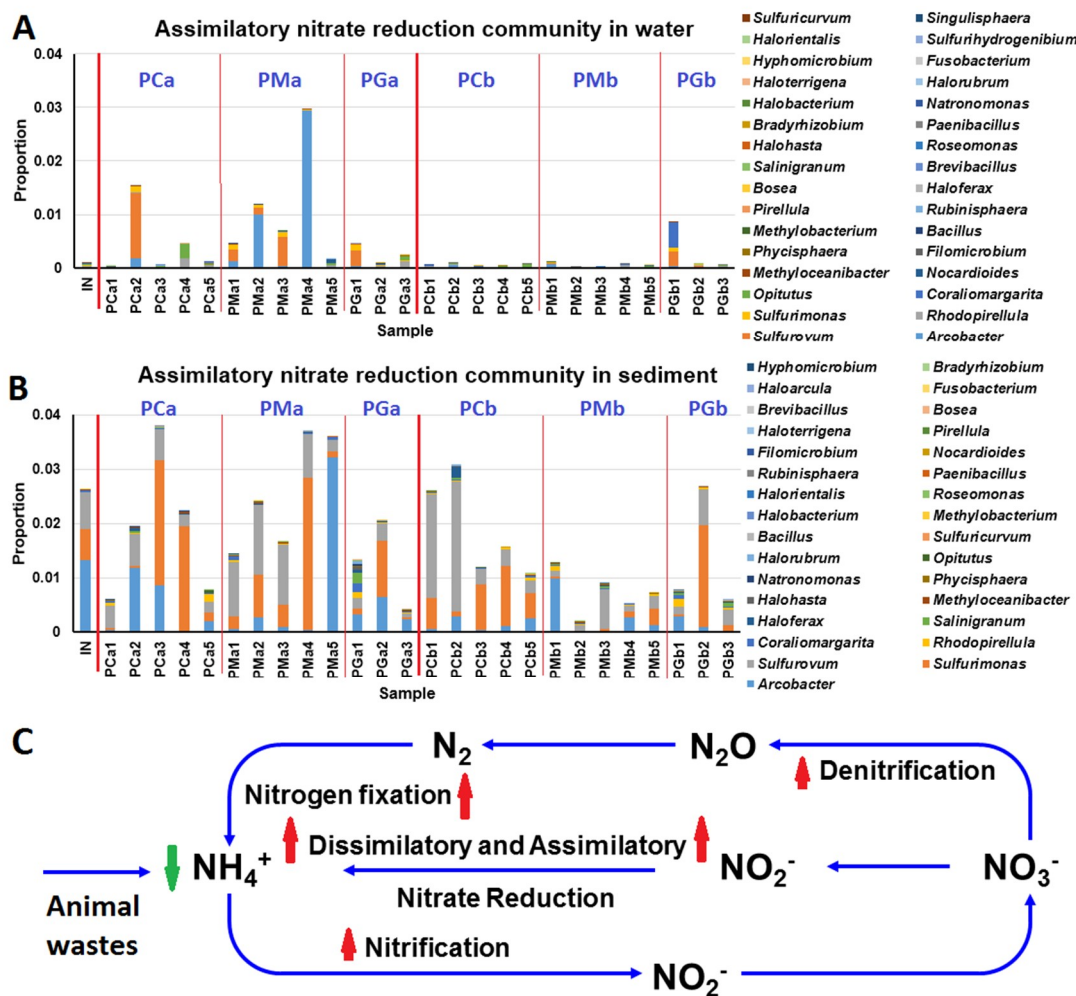 A
Assimilatory nitrate reduction community in water
0.04
0.03
0.02
0.01
0
Proportion
PCa
PMa
PGa
PCb
PMb
PGb
IN
PCa1
PCa2
PCa3
PCa4
PCa5
PMa1
PMa2
PMa3
PMa4
PMa5
PGa1
PGa2
PGa3
PCb1
PCb2
PCb3
PCb4
PCb5
PMb1
PMb2
PMb3
PMb4
PMb5
PGb1
PGb2
PGb3
Sample
Sulfuricurvum
Halorientalis
Hyphomicrobium
Haloterrigena
Halobacterium
Bradyrhizobium
Halohasta
Salinigranum
Bosea
Pirellula
Methylobacterium
Phycisphaera
Methyloceanibacter
Opitutus
Sulfurimonas
Sulfurovum
Singulisphaera
Sulfurihydrogenibium
Fusobacterium
Halorubrum
Natronomonas
Paenibacillus
Roseomonas
Brevibacillus
Haloferax
Rubinisphaera
Bacillus
Filomicrobium
Nocardioides
Coraliomargarita
Rhodopirellula
Arcobacter
B
Assimilatory nitrate reduction community in sediment
0.04
0.03
0.02
0.01
0
Proportion
PCa
PMa
PGa
PCb
PMb
PGb
IN
PCa1
PCa2
PCa3
PCa4
PCa5
PMa1
PMa2
PMa3
PMa4
PMa5
PGa1
PGa2
PGa3
PCb1
PCb2
PCb3
PCb4
PCb5
PMb1
PMb2
PMb3
PMb4
PMb5
PGb1
PGb2
PGb3
Sample
Hyphomicrobium
Haloarcula
Brevibacillus
Haloterrigena
Filomicrobium
Rubinisphaera
Halorientalis
Halobacterium
Bacillus
Halorubrum
Natronomonas
Halohasta
Haloferax
Coraliomargarita
Sulfurovum
Arcobacter
Bradyrhizobium
Fusobacterium
Bosea
Pirellula
Nocardioides
Paenibacillus
Roseomonas
Methylobacterium
Sulfuricurvum
Opitutus
Phycisphaera
Methyloceanibacter
Salinigranum
Rhodopirellula
Sulfurimonas
C
N₂
N₂O
Nitrogen fixation
Denitrification
Dissimilatory and Assimilatory
NH₄⁺
NO₂⁻
NO₃⁻
Nitrate Reduction
Animal
wastes
Nitrification
NO₂⁻